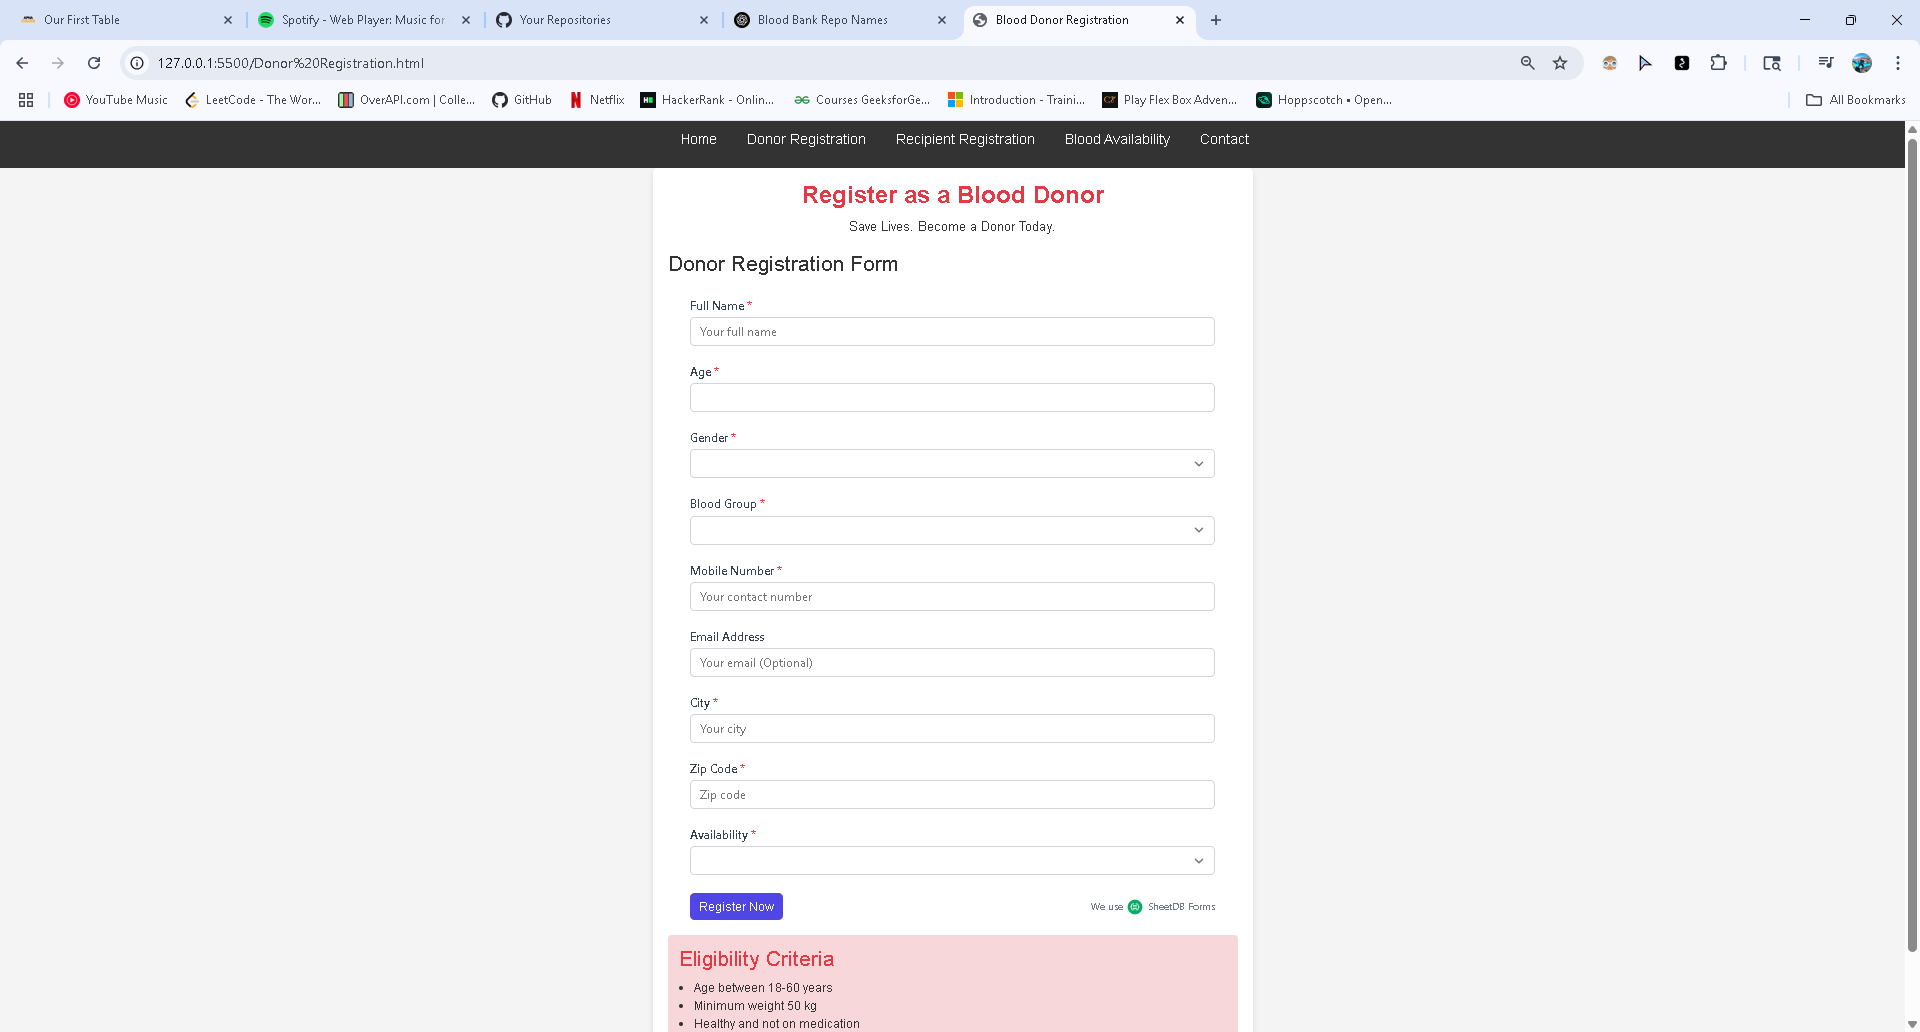 Our First Table
Spotify - Web Player: Music for
Your Repositories
Blood Bank Repo Names
Blood Donor Registration
127.0.0.1:5500/Donor%20Registration.html
YouTube Music
LeetCode - The Wor...
OverAPI.com | Colle...
GitHub
Netflix
HackerRank - Onlin...
Courses GeeksforGe...
Introduction - Traini...
Play Flex Box Adven...
Hoppscotch • Open...
All Bookmarks
Home
Donor Registration
Recipient Registration
Blood Availability
Contact
Register as a Blood Donor
Save Lives. Become a Donor Today.
Donor Registration Form
Full Name *
Your full name
Age *
Gender *
Blood Group *
Mobile Number *
Your contact number
Email Address
Your email (Optional)
City *
Your city
Zip Code *
Zip code
Availability *
Register Now
We use SheetDB Forms
Eligibility Criteria
• Age between 18-60 years
• Minimum weight 50 kg
• Healthy and not on medication